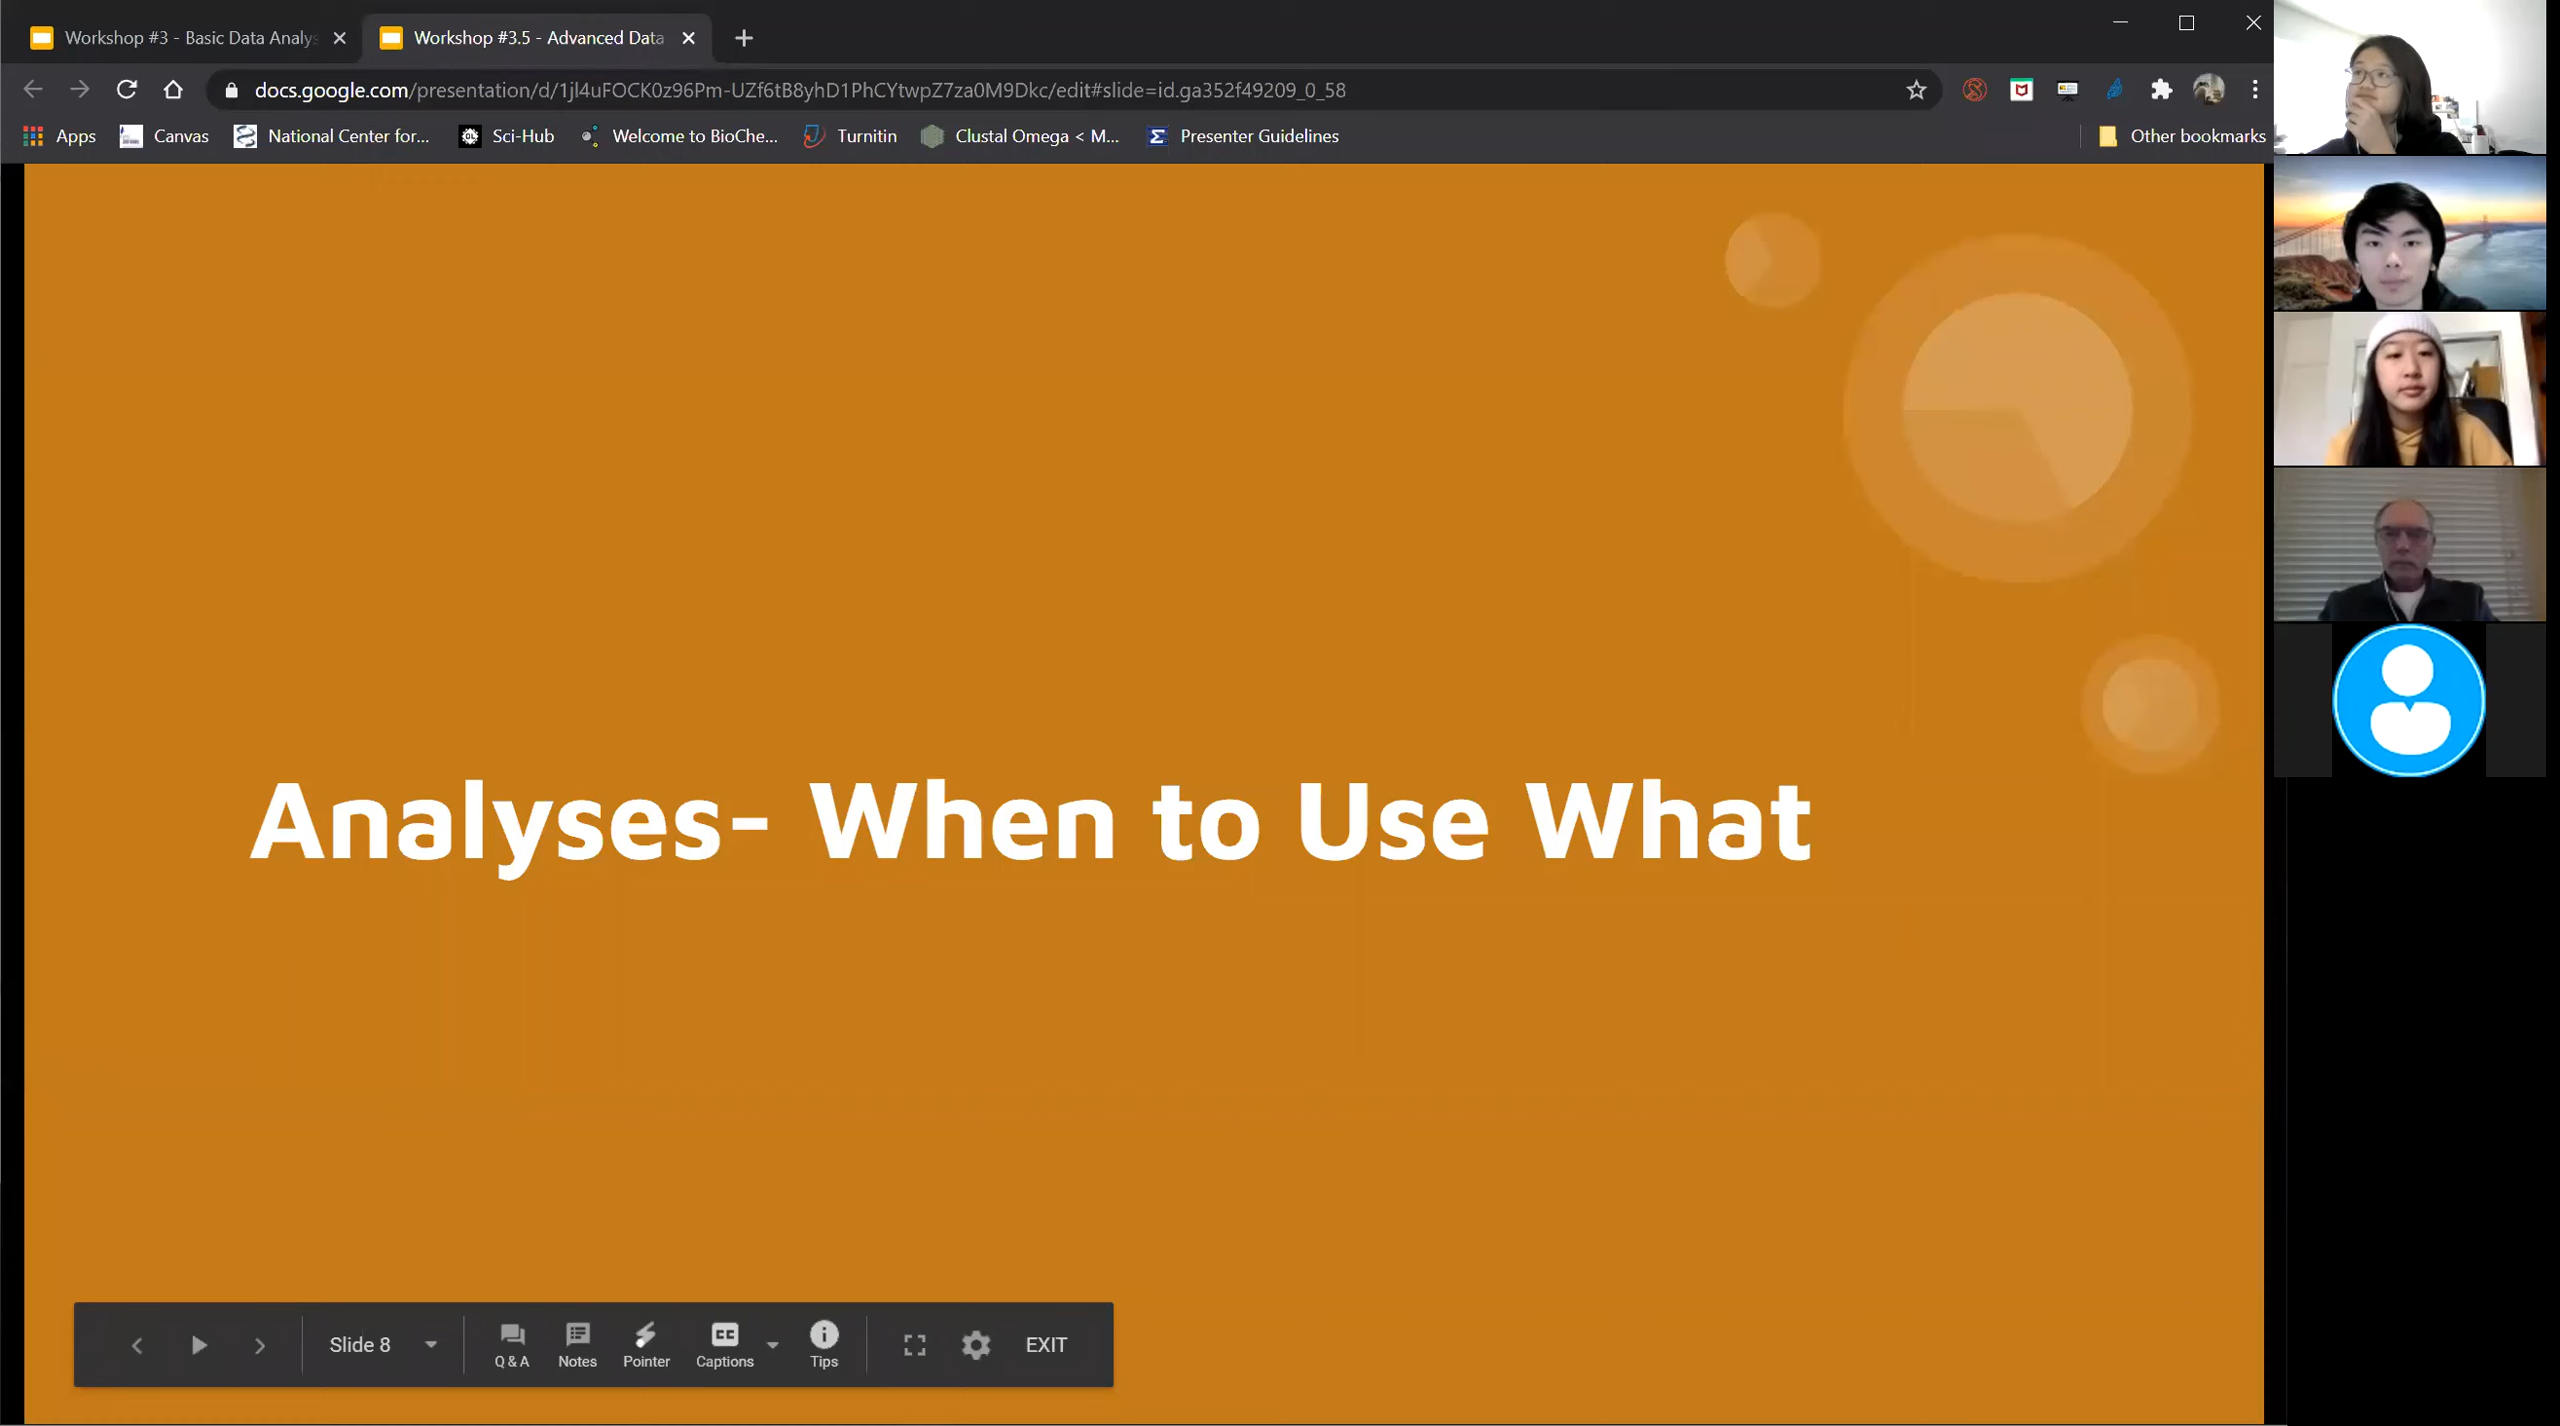 Workshop #3 - Basic Data Analys
Workshop #3.5 - Advanced Data
docs.google.com/presentation/d/1jl4uFOCK0z96Pm-UZf6tB8yhD1PhCYtwpZ7za0M9Dkc/edit#slide=id.ga352f49209_0_58
Apps Canvas National Center for... Sci-Hub Welcome to BioChe... Turnitin Clustal Omega < M... Presenter Guidelines Other bookmarks
Analyses- When to Use What
Slide 8 Q & A Notes Pointer CC Captions Tips EXIT